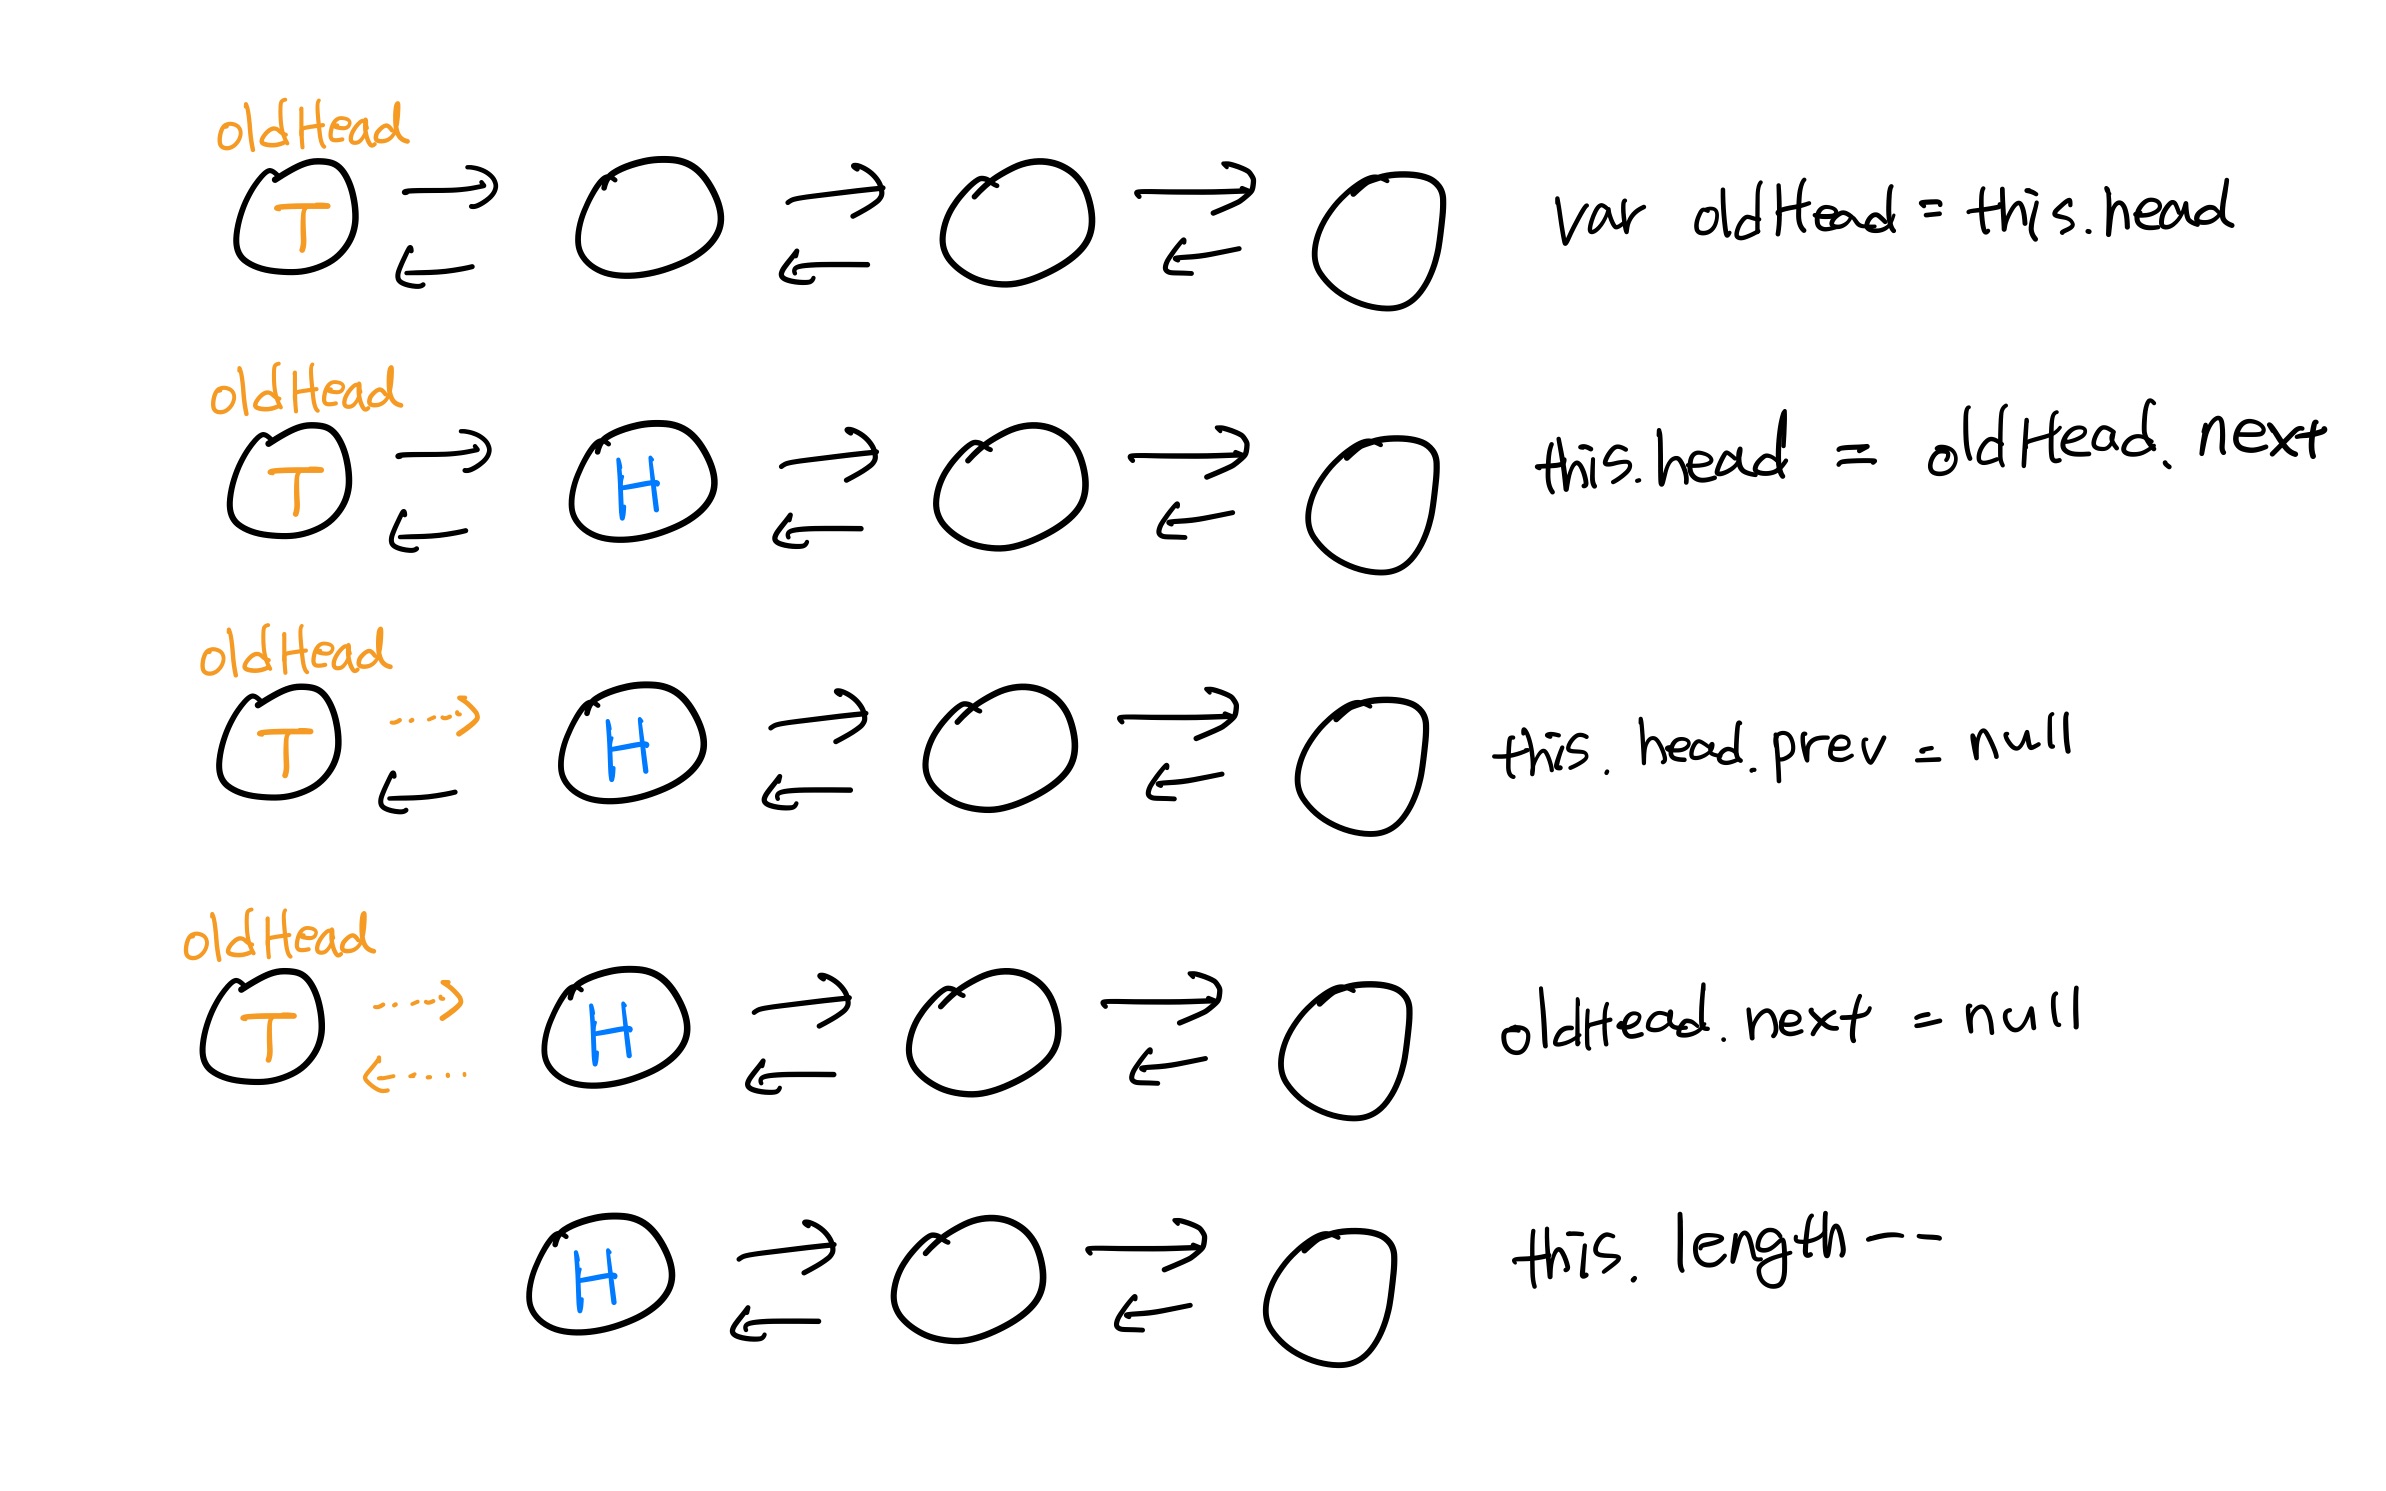 oldHead
T
var oldHead = this.head
oldHead
T
H
this.head = oldHead.next
oldHead
T
H
this.head.prev = null
oldHead
T
H
oldHead.next = null
H
this.length --